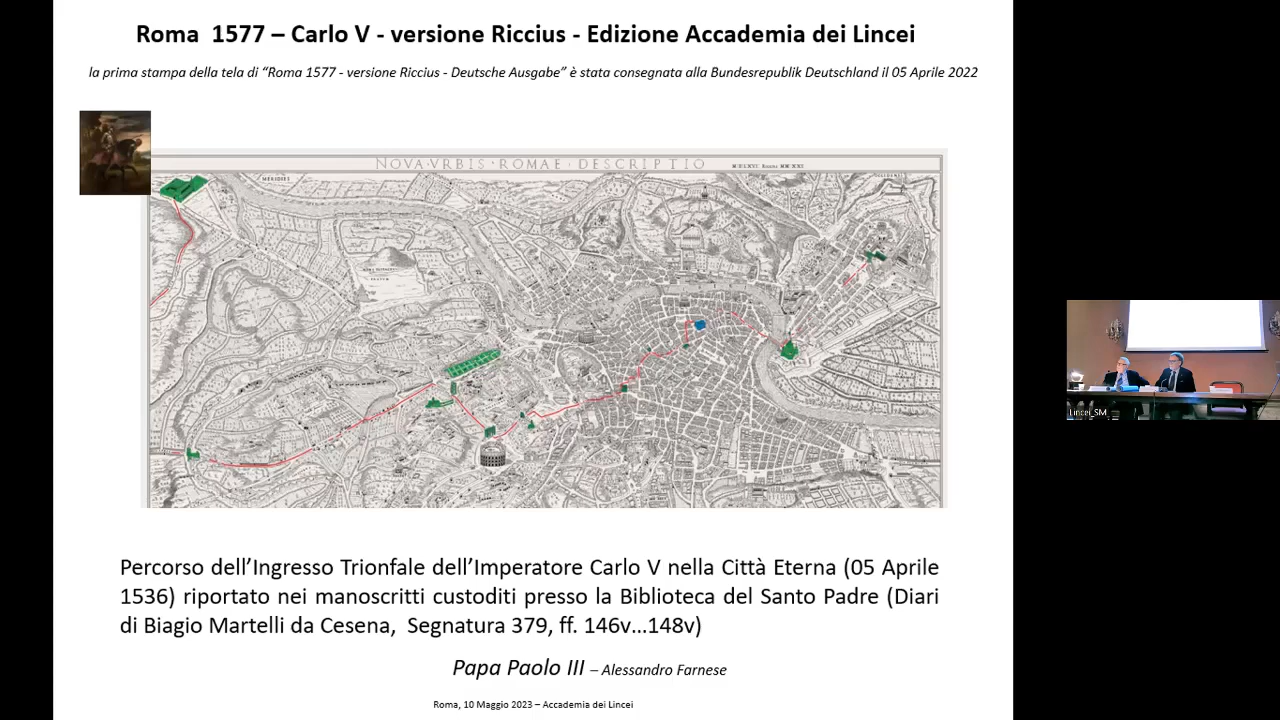 Roma 1577 – Carlo V - versione Riccius - Edizione Accademia dei Lincei
la prima stampa della tela di “Roma 1577 - versione Riccius - Deutsche Ausgabe” è stata consegnata alla Bundesrepublik Deutschland il 05 Aprile 2022
NOVA·VRBIS·ROMAE·DESCRIPTIO
MERIDIES
Percorso dell’Ingresso Trionfale dell’Imperatore Carlo V nella Città Eterna (05 Aprile
1536) riportato nei manoscritti custoditi presso la Biblioteca del Santo Padre (Diari
di Biagio Martelli da Cesena, Segnatura 379, ff. 146v…148v)
Papa Paolo III – Alessandro Farnese
Roma, 10 Maggio 2023 – Accademia dei Lincei
Lincei_SM